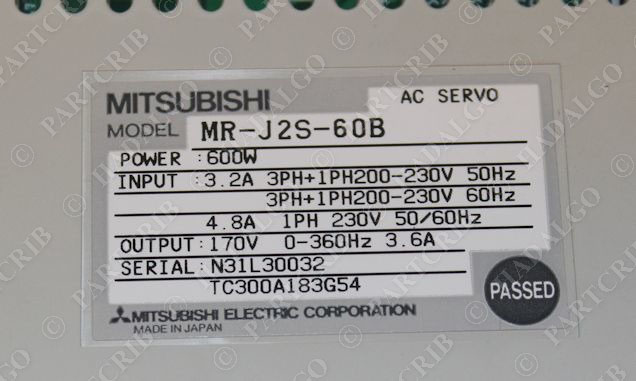 MITSUBISHI AC SERVO
MODEL MR-J2S-60B
POWER :600W
INPUT :3.2A 3PH+1PH200-230V 50Hz
3PH+1PH200-230V 60Hz
4.8A 1PH 230V 50/60Hz
OUTPUT:170V 0-360Hz 3.6A
SERIAL:N31L30032
TC300A183G54
PASSED
MITSUBISHI ELECTRIC CORPORATION
MADE IN JAPAN
© PARTCRIB © HADALGO